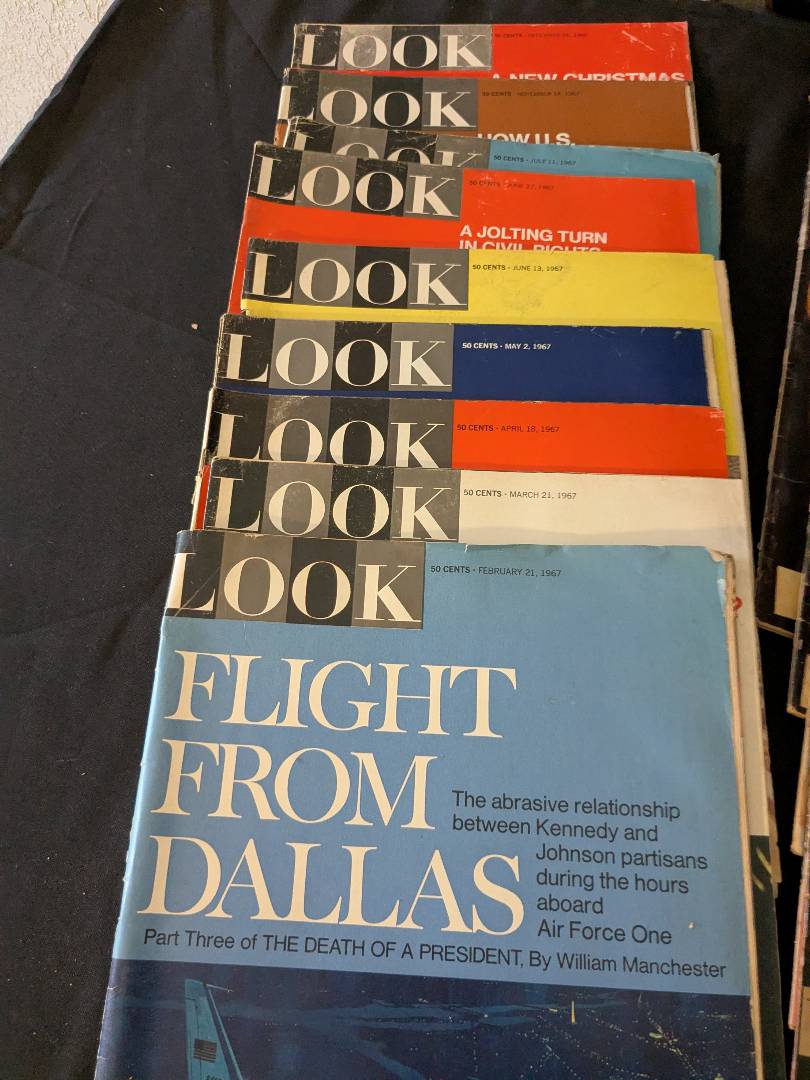 LOOK
50 CENTS
A NEW CHRISTMAS
LOOK
50 CENTS · NOVEMBER 14, 1967
HOW U.S.
LOOK
50 CENTS · JULY 11, 1967
LOOK
50 CENTS · JUNE 27, 1967
A JOLTING TURN
IN CIVIL RIGHTS
LOOK
50 CENTS · JUNE 13, 1967
LOOK
50 CENTS · MAY 2, 1967
LOOK
50 CENTS · APRIL 18, 1967
LOOK
50 CENTS · MARCH 21, 1967
LOOK
50 CENTS · FEBRUARY 21, 1967
FLIGHT
FROM
DALLAS
The abrasive relationship
between Kennedy and
Johnson partisans
during the hours
aboard
Air Force One
Part Three of THE DEATH OF A PRESIDENT, By William Manchester